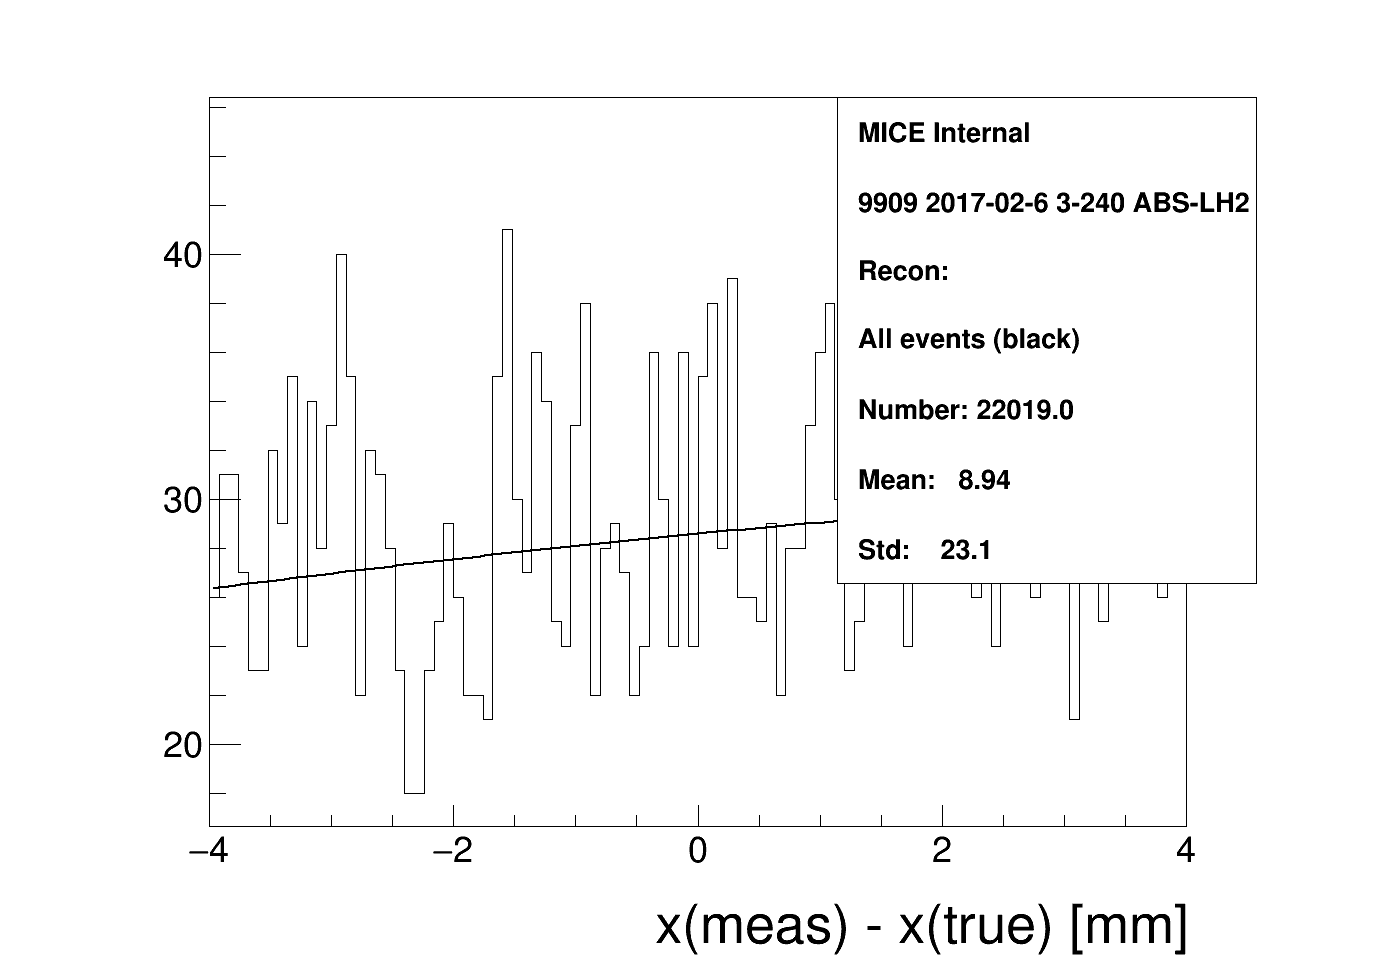 MICE Internal
9909 2017-02-6 3-240 ABS-LH2
Recon:
All events (black)
Number: 22019.0
Mean: 8.94
Std: 23.1
40
30
20
−4 −2 0 2 4
x(meas) - x(true) [mm]